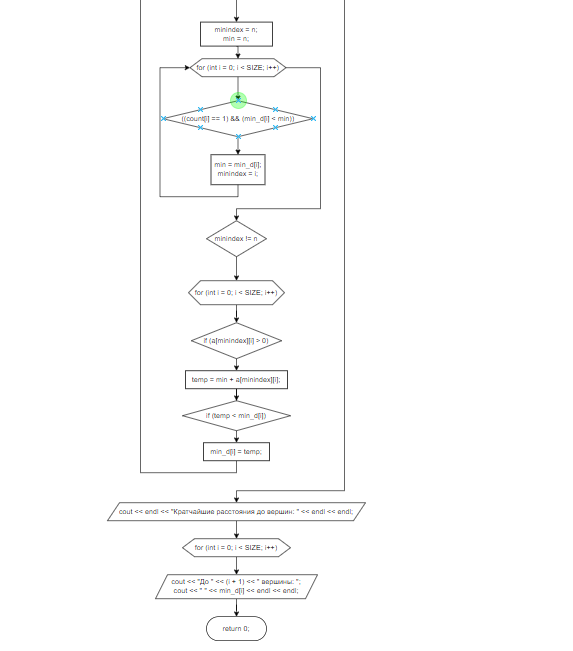 minindex = n;
min = n;
for (int i = 0; i < SIZE; i++)
((count[i] == 1) && (min_d[i] < min))
min = min_d[i];
minindex = i;
minindex != n
for (int i = 0; i < SIZE; i++)
if (a[minindex][i] > 0)
temp = min + a[minindex][i];
if (temp < min_d[i])
min_d[i] = temp;
cout << endl << "Кратчайшие расстояния до вершин: " << endl << endl;
for (int i = 0; i < SIZE; i++)
cout << "До " << (i + 1) << " вершины: ";
cout << " " << min_d[i] << endl << endl;
return 0;